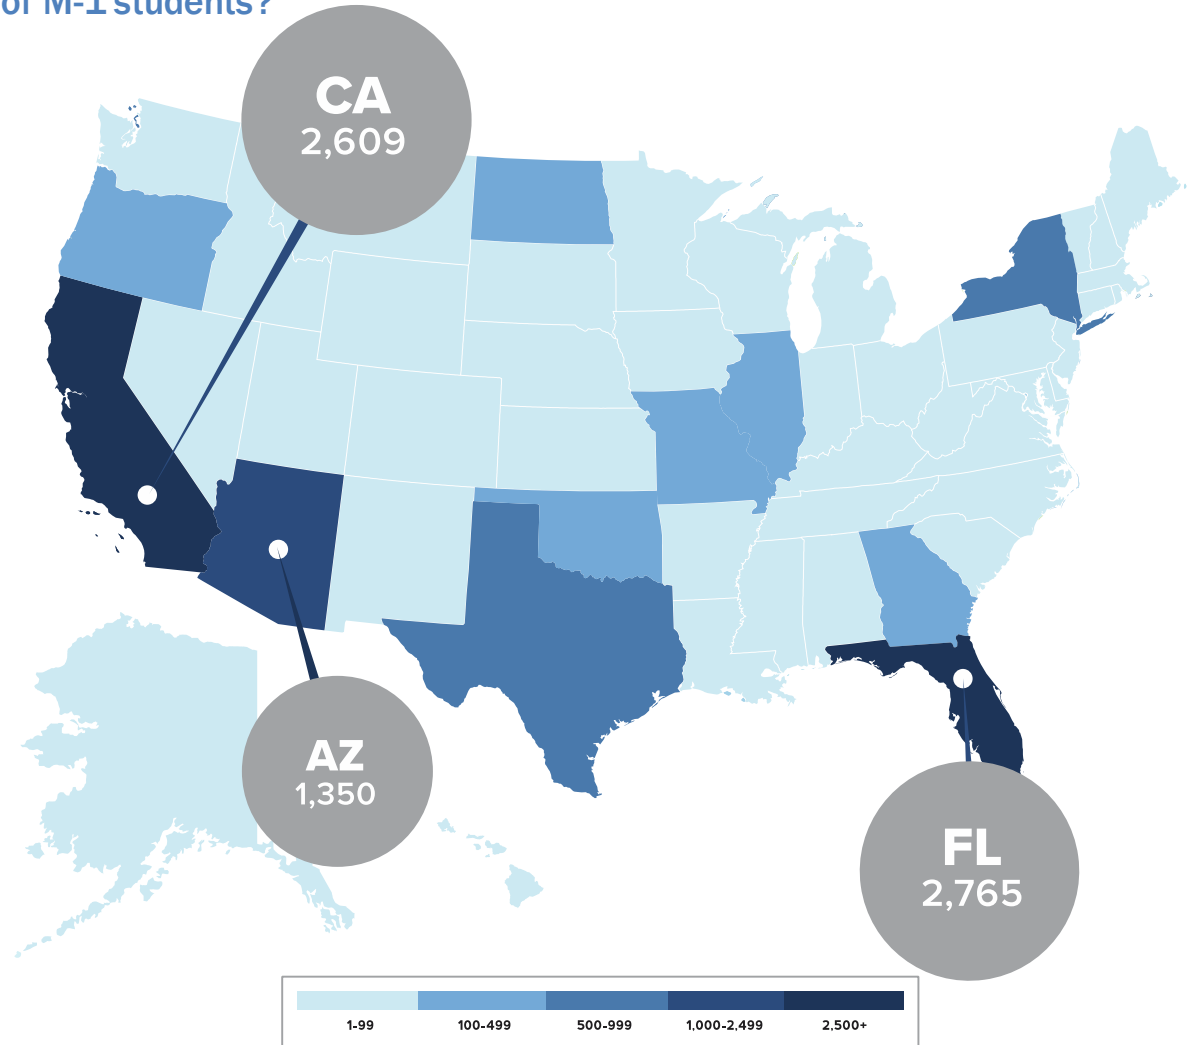 of M-1 students?
CA
2,609
AZ
1,350
FL
2,765
1-99
100-499
500-999
1,000-2,499
2,500+